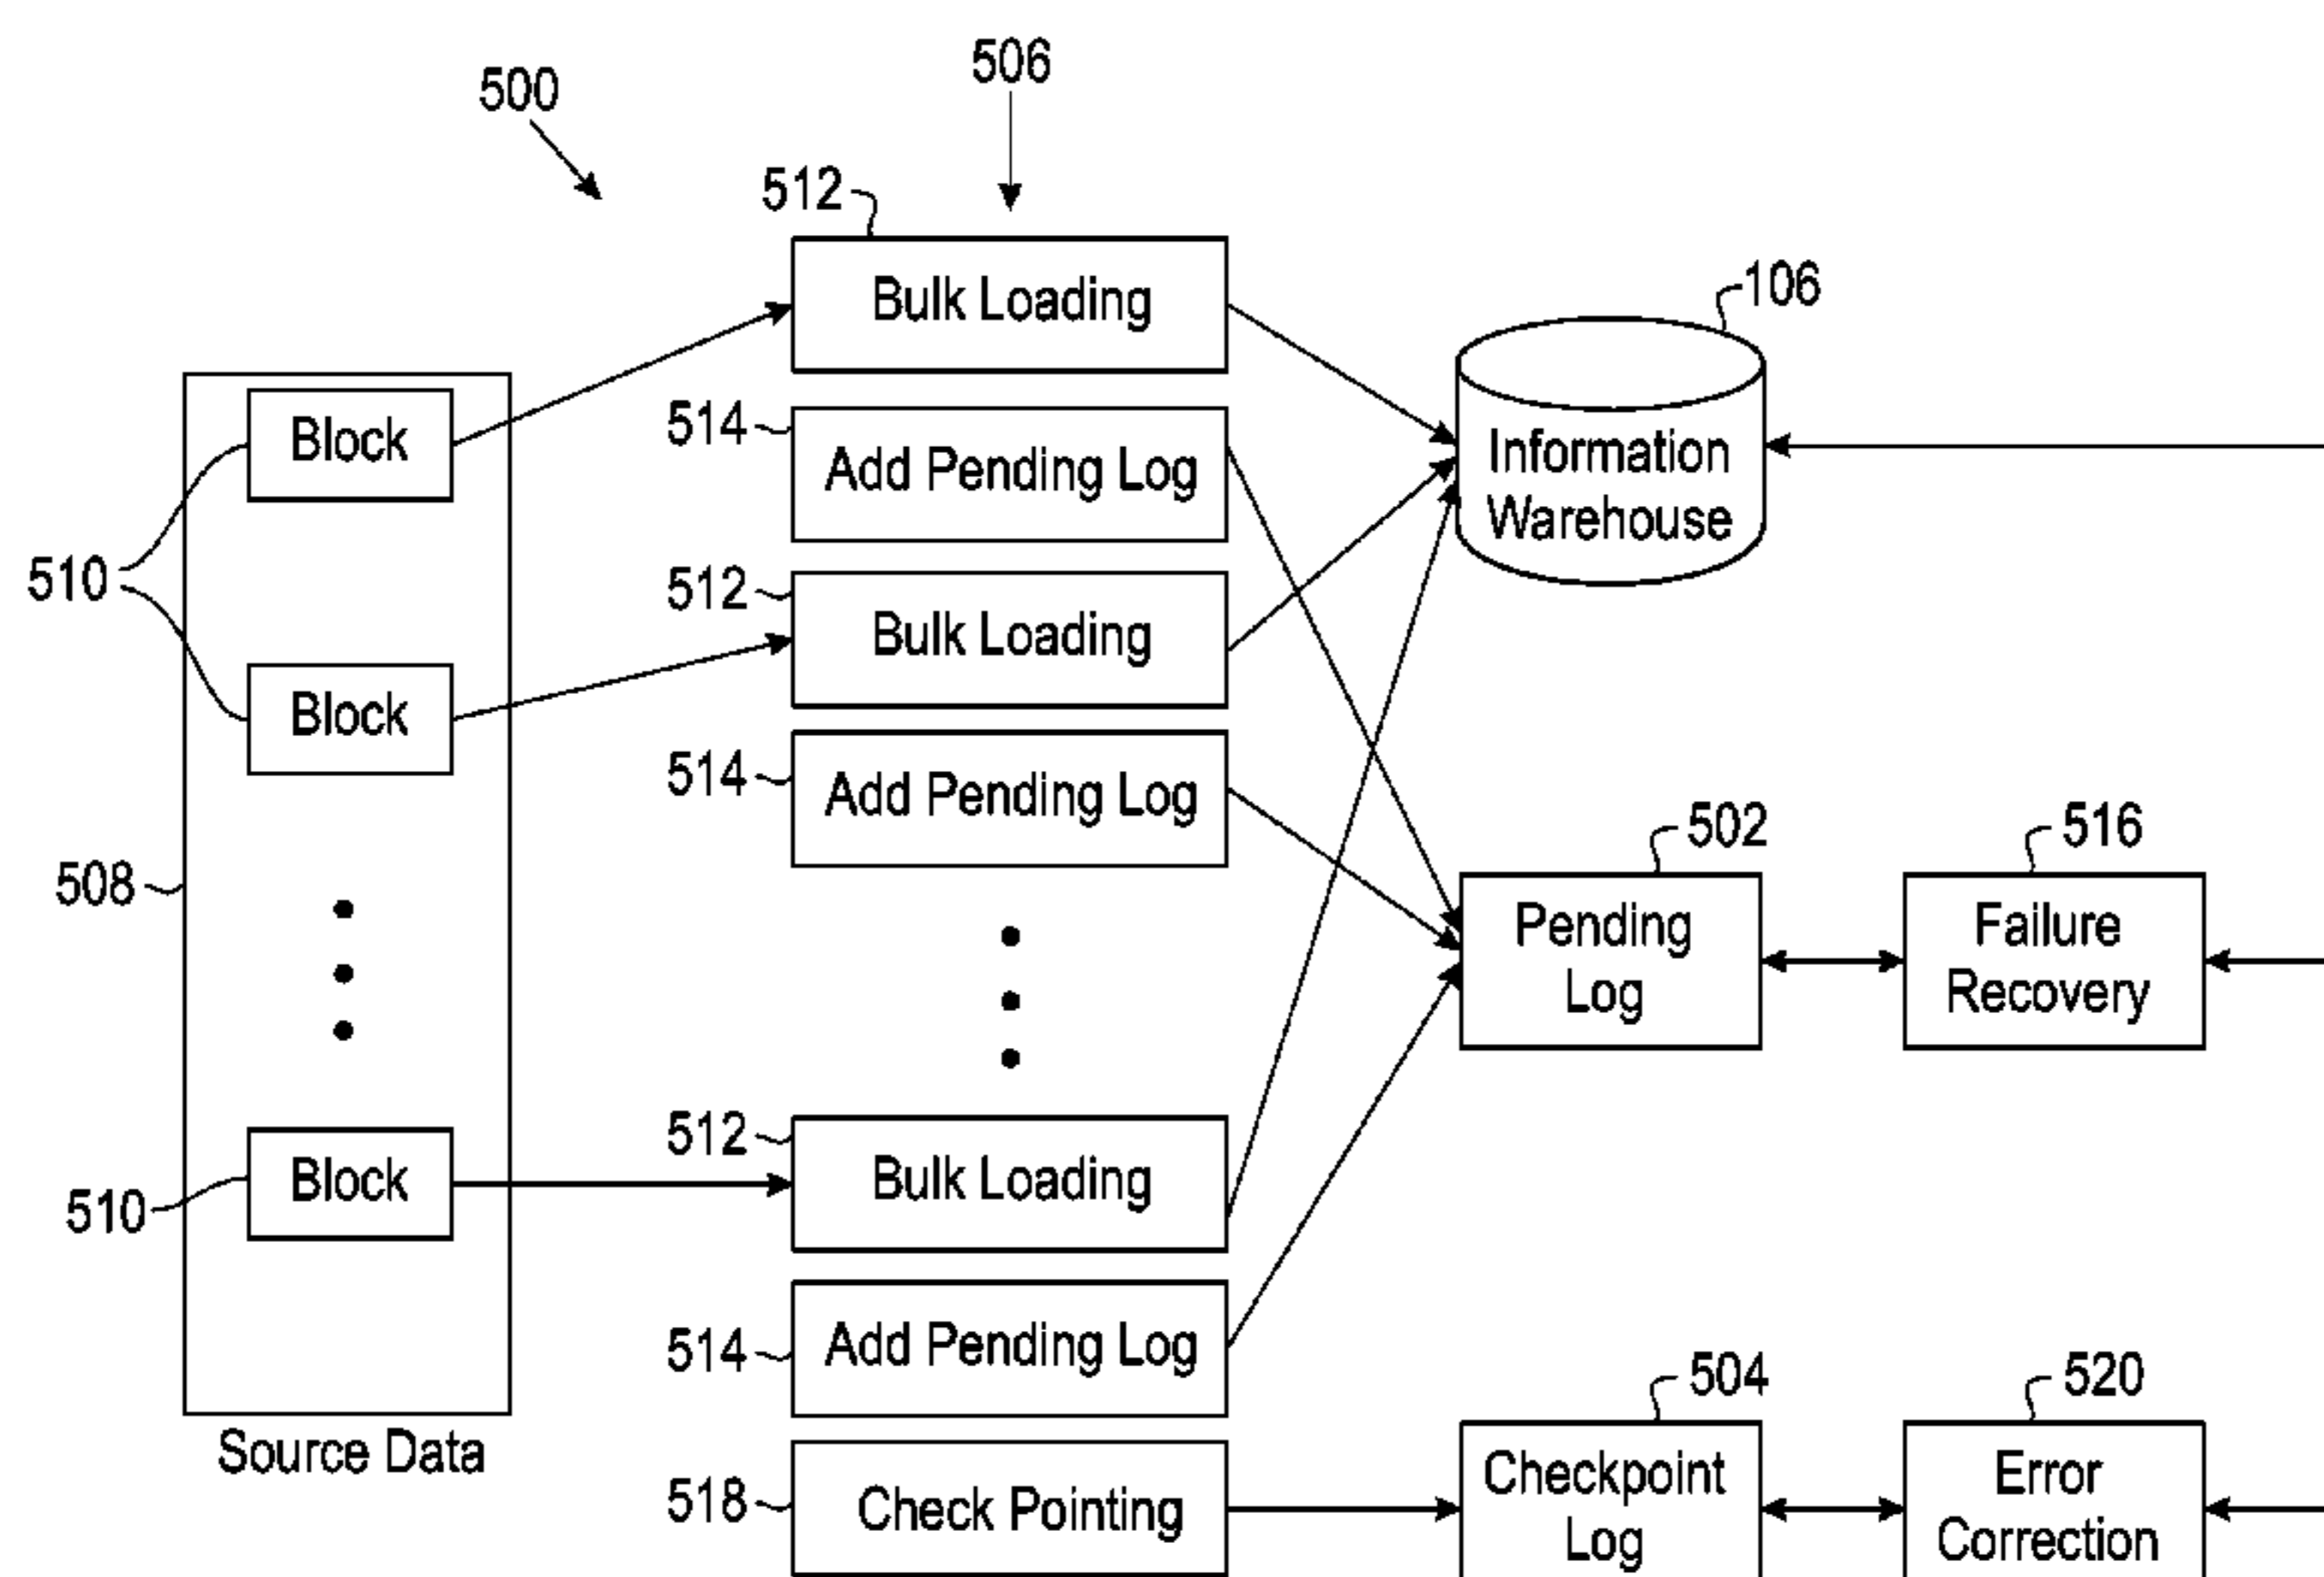 500
506
512
Bulk Loading
106
Information
Warehouse
Block
514
Add Pending Log
510
512
Bulk Loading
Block
514
Add Pending Log
508
502
Pending
Log
516
Failure
Recovery
510
Block
512
Bulk Loading
514
Add Pending Log
Source Data
518
Check Pointing
504
Checkpoint
Log
520
Error
Correction